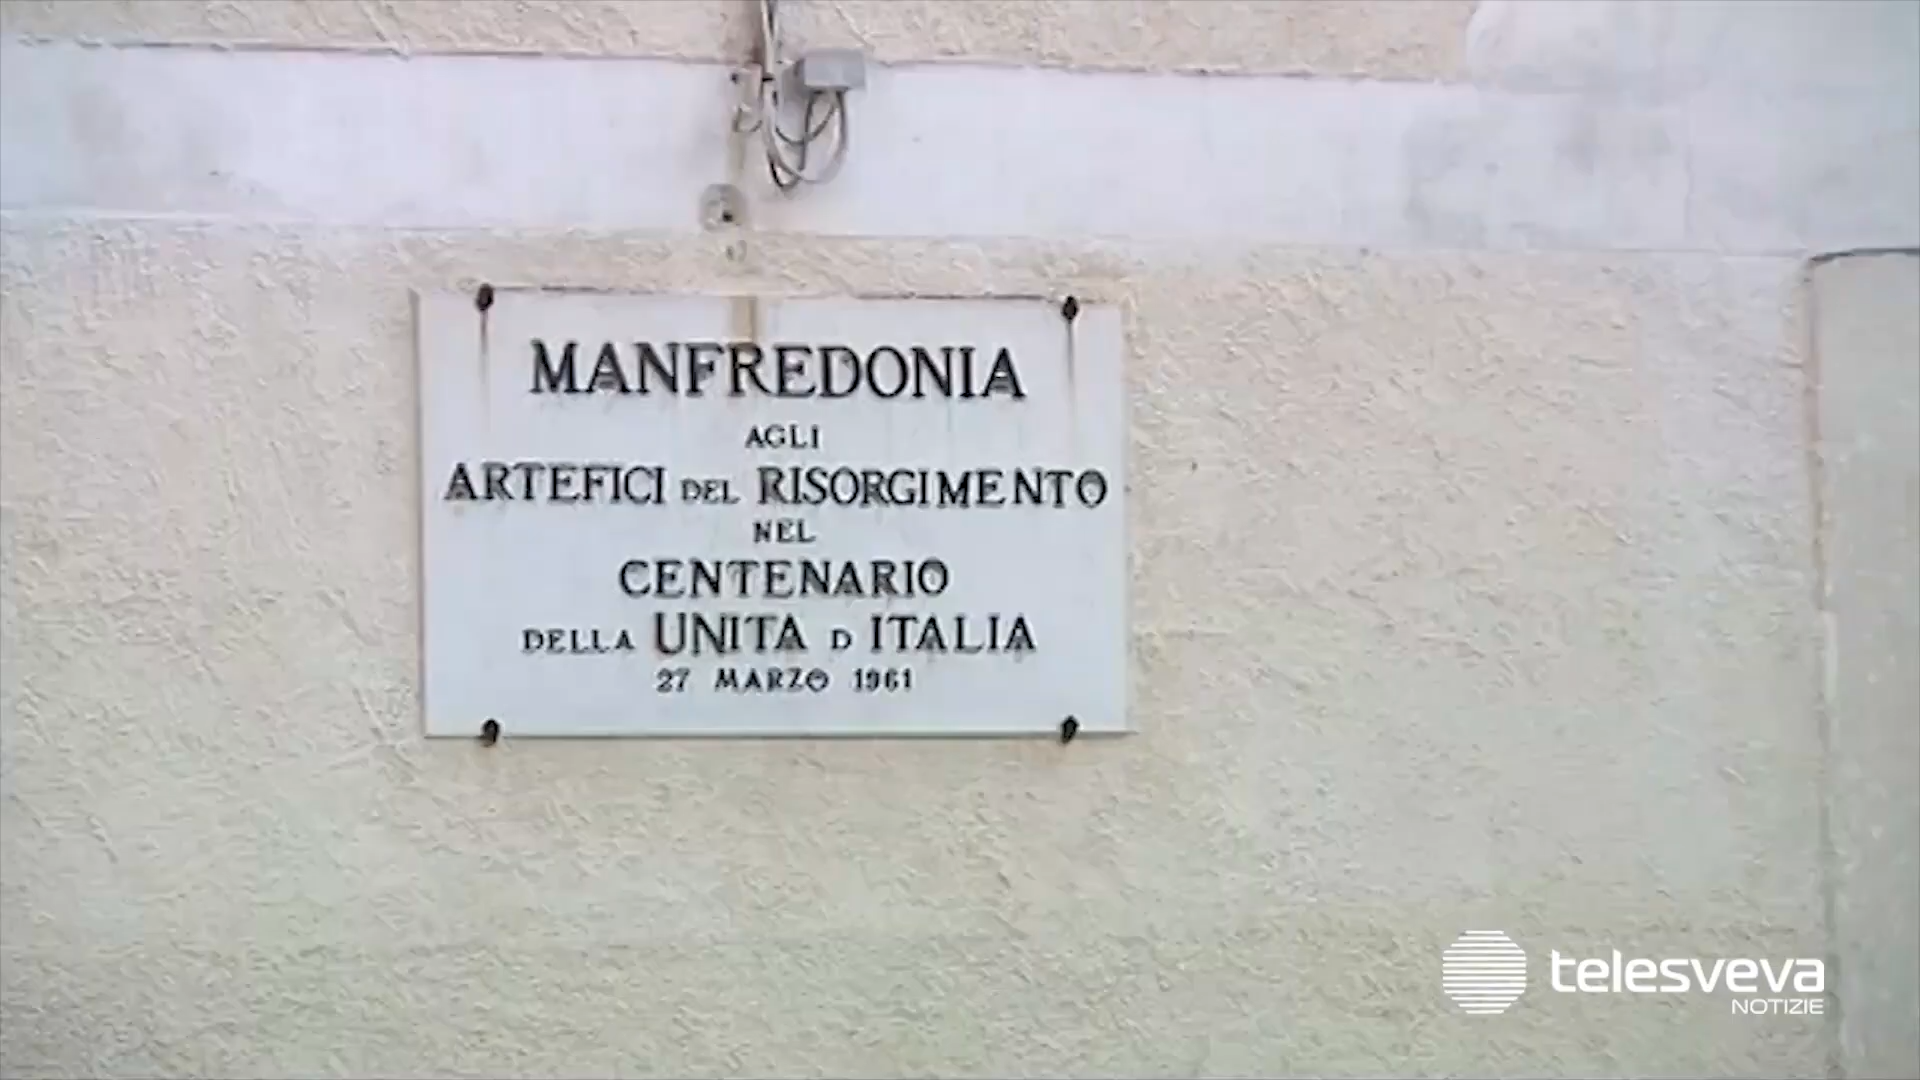 MANFREDONIA
AGLI
ARTEFICI DEL RISORGIMENTO
NEL
CENTENARIO
DELLA UNITA D ITALIA
27 MARZO 1961
telesveva
NOTIZIE